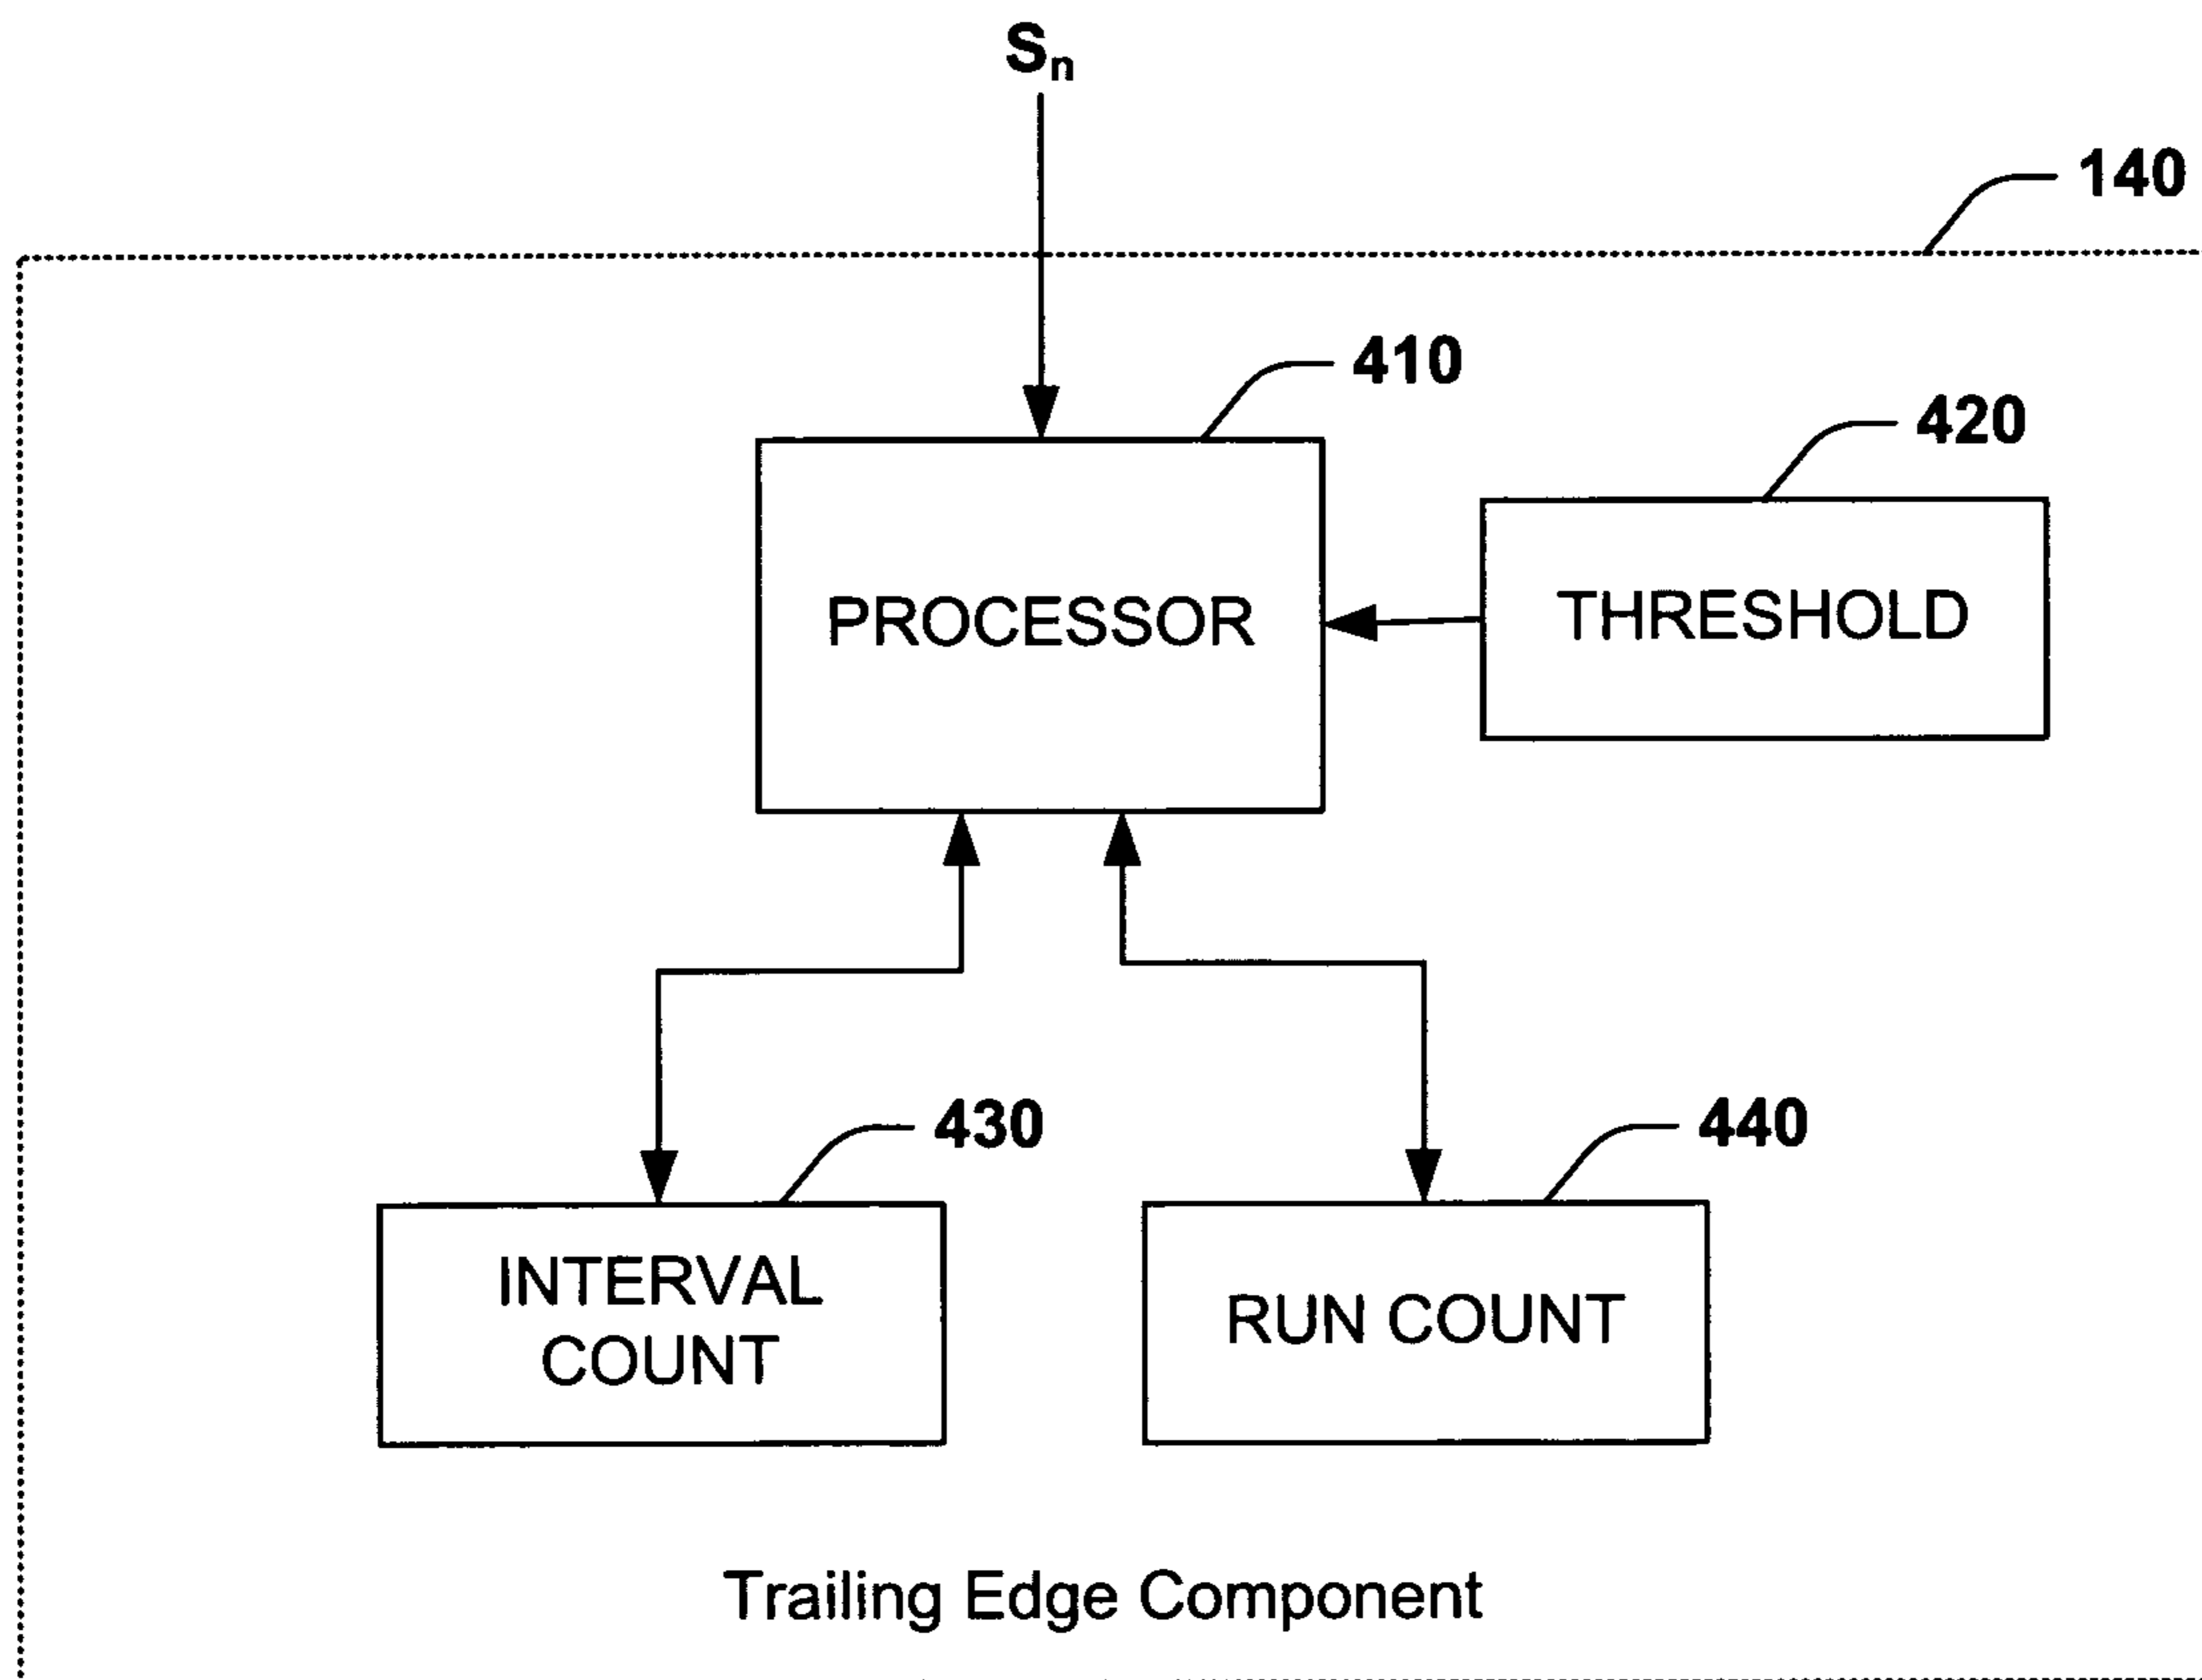 Sn
140
410
420
PROCESSOR
THRESHOLD
430
440
INTERVAL
COUNT
RUN COUNT
Trailing Edge Component